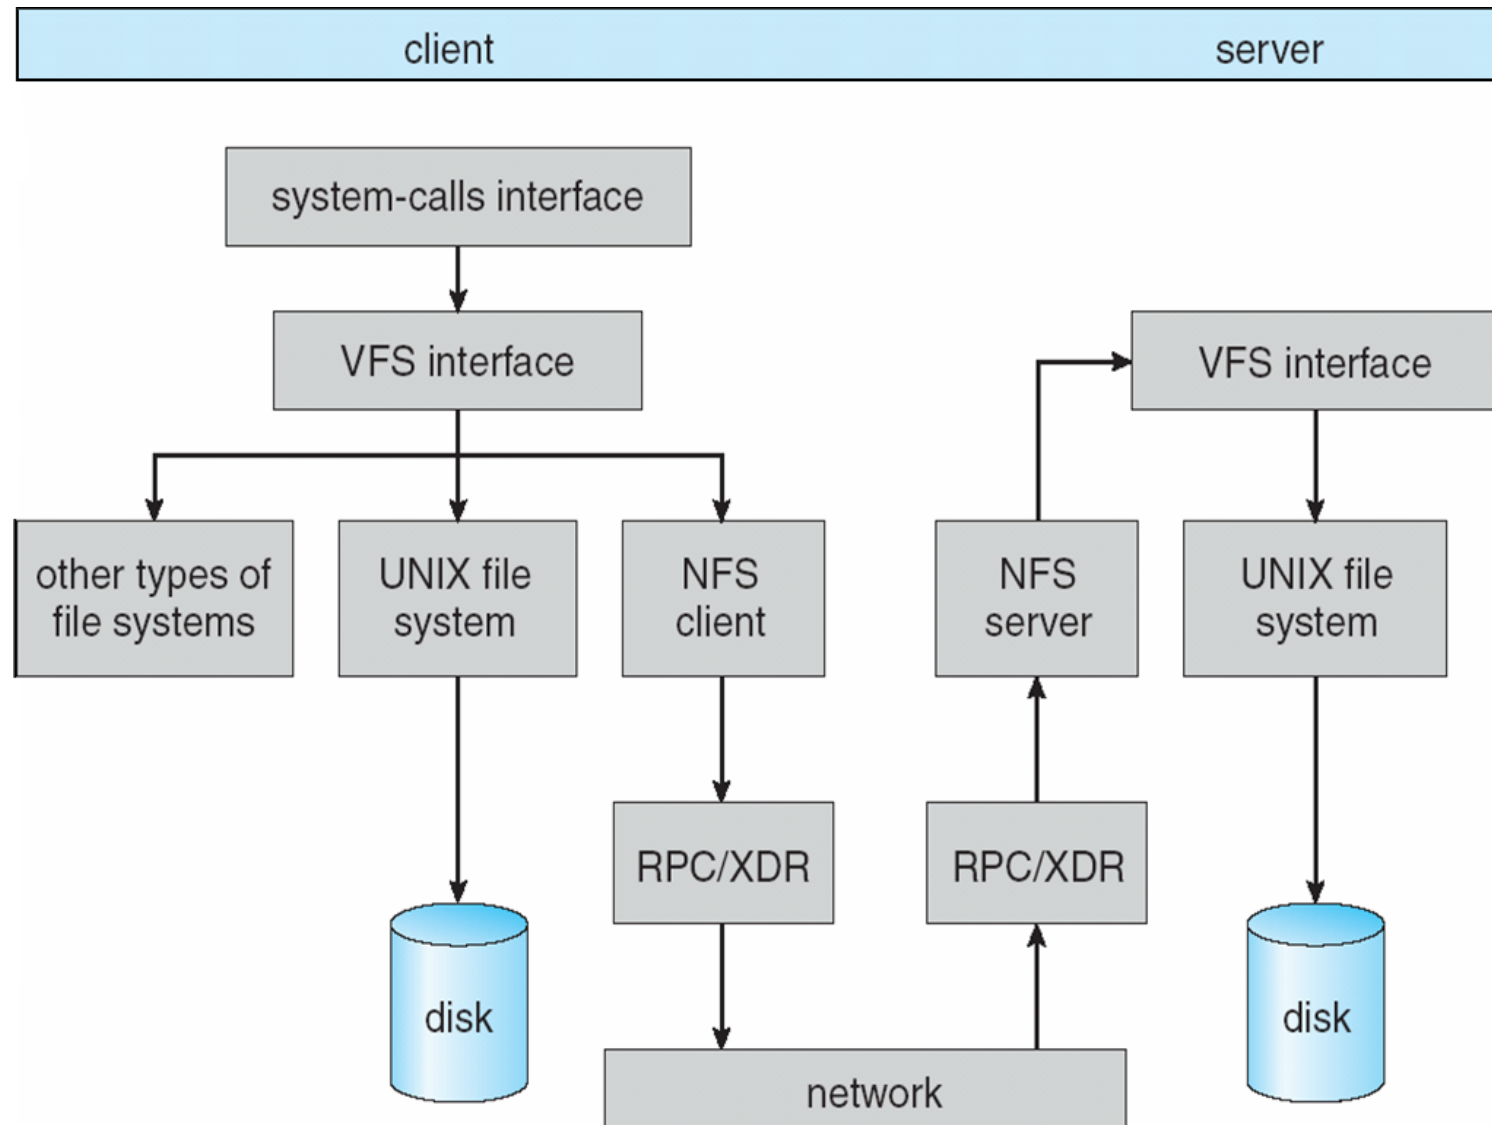 client
server
system-calls interface
VFS interface
VFS interface
other types of
file systems
UNIX file
system
NFS
client
NFS
server
UNIX file
system
RPC/XDR
RPC/XDR
disk
disk
network